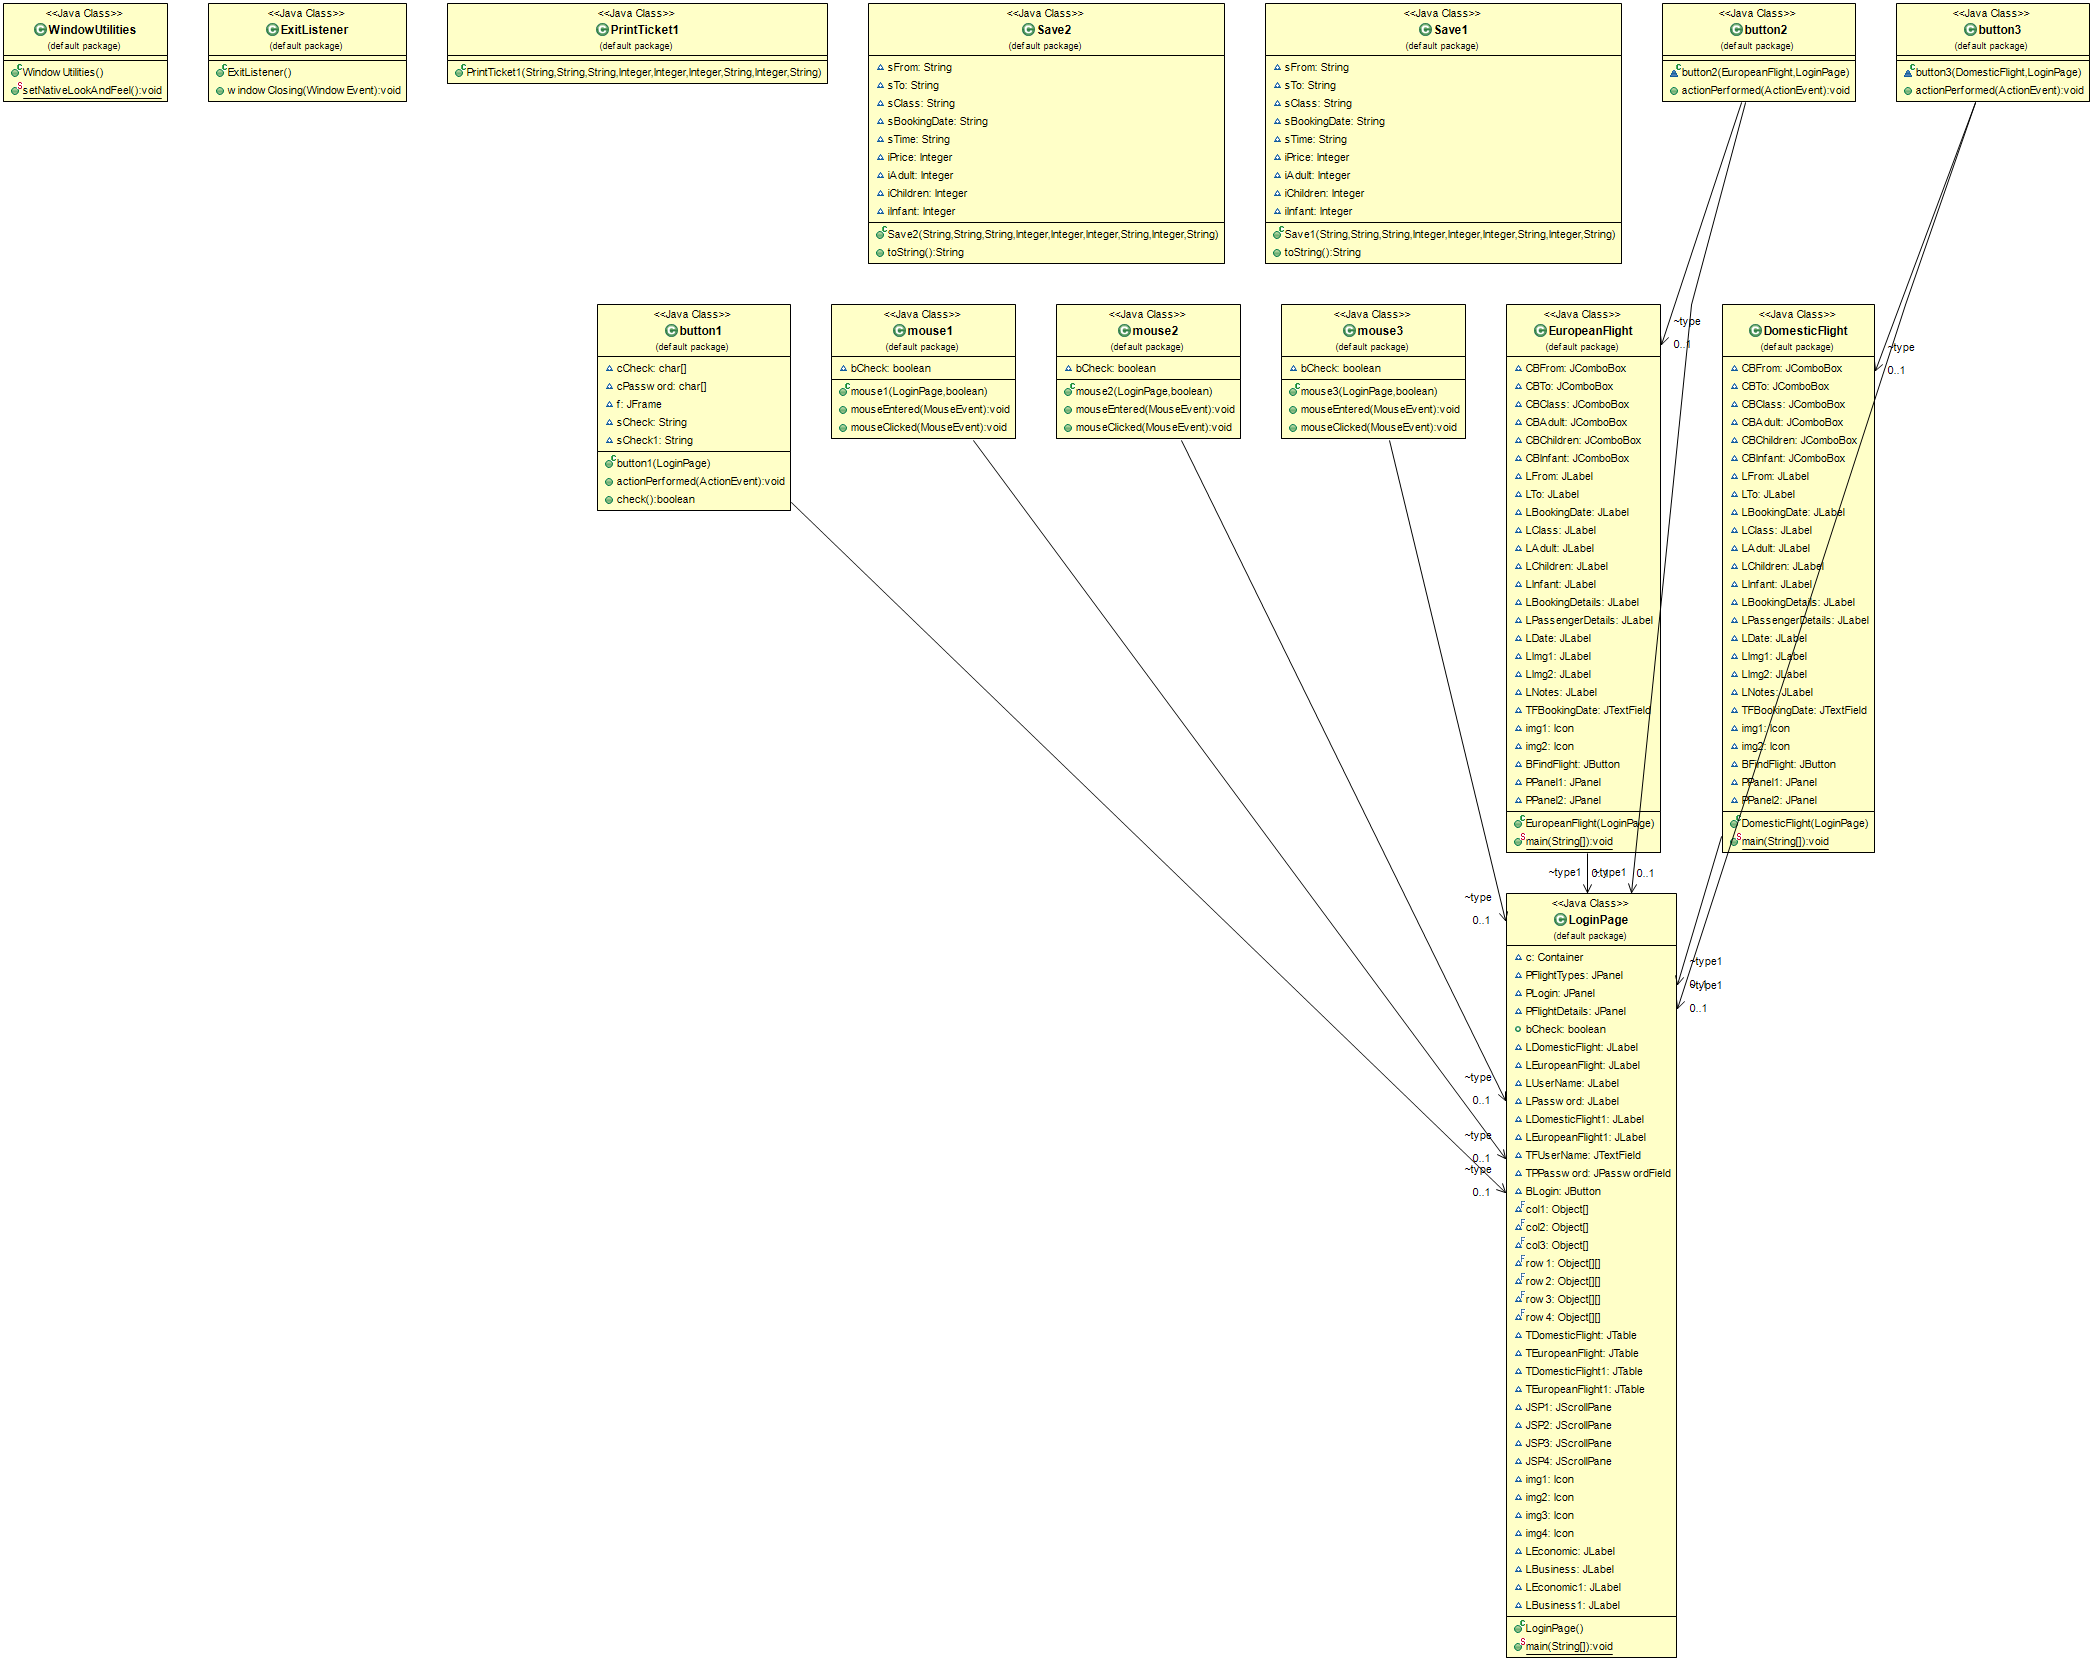 <<Java Class>>
WindowUtilities
(default package)
WindowUtilities()
setNativeLookAndFeel():void
<<Java Class>>
ExitListener
(default package)
ExitListener()
windowClosing(WindowEvent):void
<<Java Class>>
PrintTicket1
(default package)
PrintTicket1(String,String,String,Integer,Integer,Integer,String,Integer,String)
<<Java Class>>
Save2
(default package)
sFrom: String
sTo: String
sClass: String
sBookingDate: String
sTime: String
iPrice: Integer
iAdult: Integer
iChildren: Integer
iInfant: Integer
Save2(String,String,String,Integer,Integer,Integer,String,Integer,String)
toString():String
<<Java Class>>
Save1
(default package)
sFrom: String
sTo: String
sClass: String
sBookingDate: String
sTime: String
iPrice: Integer
iAdult: Integer
iChildren: Integer
iInfant: Integer
Save1(String,String,String,Integer,Integer,Integer,String,Integer,String)
toString():String
<<Java Class>>
button2
(default package)
button2(EuropeanFlight,LoginPage)
actionPerformed(ActionEvent):void
<<Java Class>>
button3
(default package)
button3(DomesticFlight,LoginPage)
actionPerformed(ActionEvent):void
<<Java Class>>
button1
(default package)
cCheck: char[]
cPassword: char[]
f: JFrame
sCheck: String
sCheck1: String
button1(LoginPage)
actionPerformed(ActionEvent):void
check():boolean
<<Java Class>>
mouse1
(default package)
bCheck: boolean
mouse1(LoginPage,boolean)
mouseEntered(MouseEvent):void
mouseClicked(MouseEvent):void
<<Java Class>>
mouse2
(default package)
bCheck: boolean
mouse2(LoginPage,boolean)
mouseEntered(MouseEvent):void
mouseClicked(MouseEvent):void
<<Java Class>>
mouse3
(default package)
bCheck: boolean
mouse3(LoginPage,boolean)
mouseEntered(MouseEvent):void
mouseClicked(MouseEvent):void
<<Java Class>>
EuropeanFlight
(default package)
CBFrom: JComboBox
CBTo: JComboBox
CBClass: JComboBox
CBAdult: JComboBox
CBChildren: JComboBox
CBInfant: JComboBox
LFrom: JLabel
LTo: JLabel
LBookingDate: JLabel
LClass: JLabel
LAdult: JLabel
LChildren: JLabel
LInfant: JLabel
LBookingDetails: JLabel
LPassengerDetails: JLabel
LDate: JLabel
LImg1: JLabel
LImg2: JLabel
LNotes: JLabel
TFBookingDate: JTextField
img1: Icon
img2: Icon
BFindFlight: JButton
PPanel1: JPanel
PPanel2: JPanel
EuropeanFlight(LoginPage)
main(String[]):void
~type
0..1
<<Java Class>>
DomesticFlight
(default package)
CBFrom: JComboBox
CBTo: JComboBox
CBClass: JComboBox
CBAdult: JComboBox
CBChildren: JComboBox
CBInfant: JComboBox
LFrom: JLabel
LTo: JLabel
LBookingDate: JLabel
LClass: JLabel
LAdult: JLabel
LChildren: JLabel
LInfant: JLabel
LBookingDetails: JLabel
LPassengerDetails: JLabel
LDate: JLabel
LImg1: JLabel
LImg2: JLabel
LNotes: JLabel
TFBookingDate: JTextField
img1: Icon
img2: Icon
BFindFlight: JButton
PPanel1: JPanel
PPanel2: JPanel
DomesticFlight(LoginPage)
main(String[]):void
~type
0..1
~type1
0..1
~type1
0..1
~type
0..1
~type1
0..1
~type1
0..1
~type
0..1
~type
0..1
~type
0..1
<<Java Class>>
LoginPage
(default package)
c: Container
PFlightTypes: JPanel
PLogin: JPanel
PFlightDetails: JPanel
bCheck: boolean
LDomesticFlight: JLabel
LEuropeanFlight: JLabel
LUserName: JLabel
LPassword: JLabel
LDomesticFlight1: JLabel
LEuropeanFlight1: JLabel
TFUserName: JTextField
TPPassword: JPasswordField
BLogin: JButton
col1: Object[]
col2: Object[]
col3: Object[]
row1: Object[][]
row2: Object[][]
row3: Object[][]
row4: Object[][]
TDomesticFlight: JTable
TEuropeanFlight: JTable
TDomesticFlight1: JTable
TEuropeanFlight1: JTable
JSP1: JScrollPane
JSP2: JScrollPane
JSP3: JScrollPane
JSP4: JScrollPane
img1: Icon
img2: Icon
img3: Icon
img4: Icon
LEconomic: JLabel
LBusiness: JLabel
LEconomic1: JLabel
LBusiness1: JLabel
LoginPage()
main(String[]):void